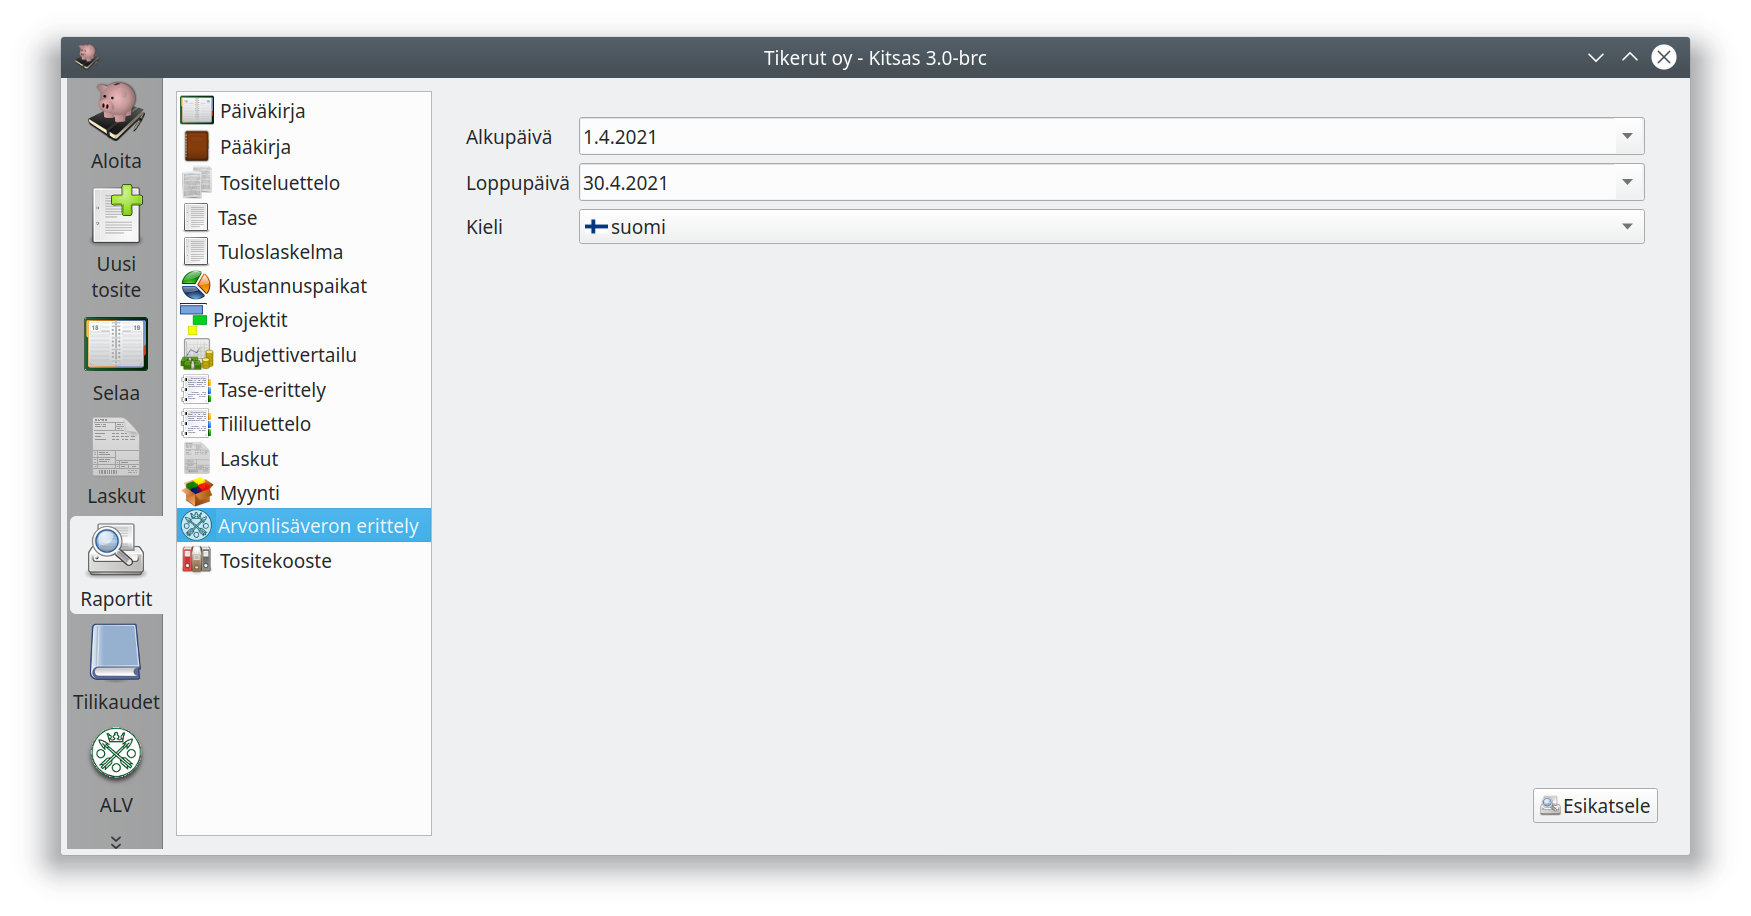 Tikerut oy - Kitsas 3.0-brc
Aloita
Uusi
tosite
Selaa
Laskut
Raportit
Tilikaudet
ALV
Päiväkirja
Pääkirja
Tositeluettelo
Tase
Tuloslaskelma
Kustannuspaikat
Projektit
Budjettivertailu
Tase-erittely
Tililuettelo
Laskut
Myynti
Arvonlisäveron erittely
Tositekooste
Alkupäivä 1.4.2021
Loppupäivä 30.4.2021
Kieli suomi
Esikatsele